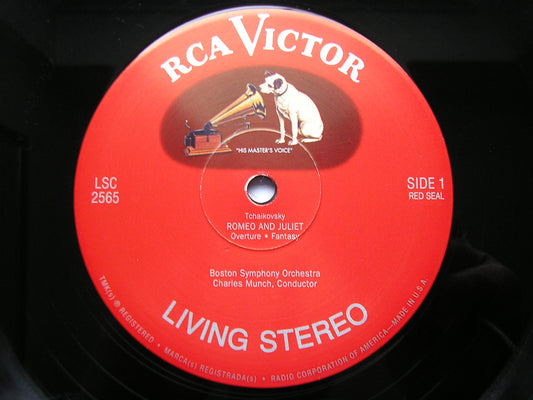 RCA VICTOR
"HIS MASTER'S VOICE"
LSC
2565
SIDE 1
RED SEAL
Tchaikovsky
ROMEO AND JULIET
Overture • Fantasy
Boston Symphony Orchestra
Charles Munch, Conductor
LIVING STEREO
TMK(s) ® REGISTERED • MARCA(s) REGISTRADA(s) • RADIO CORPORATION OF AMERICA—MADE IN U.S.A.